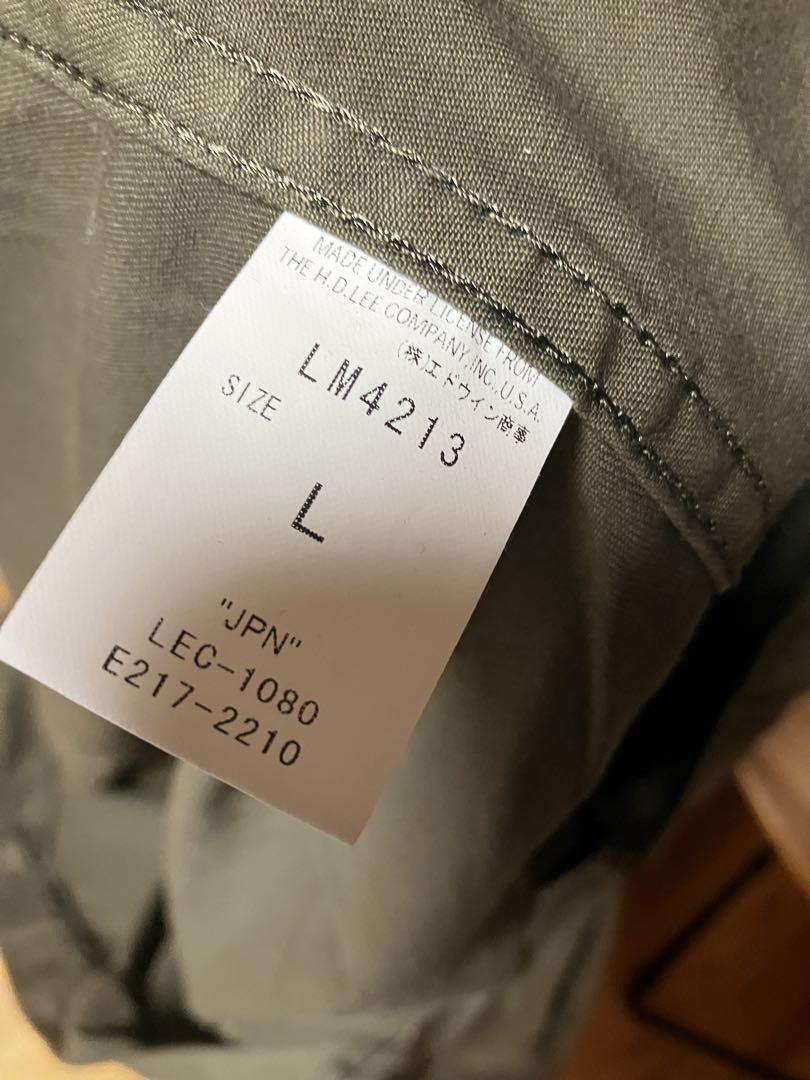 MADE UNDER LICENSE FROM
THE H.D.LEE COMPANY,INC.,U.S.A.
(株)エドウイン商事
LM4213
SIZE
L
"JPN"
LEC-1080
E217-2210